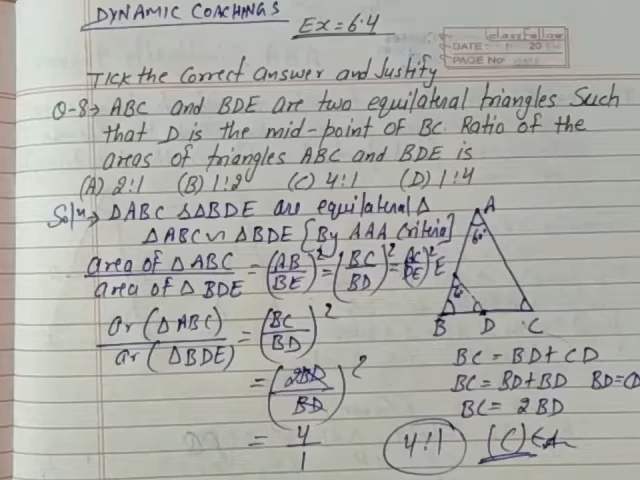 DYNAMIC COACHINGS
Ex=6.4
classfellow
DATE: 20
PAGE No
TICK the correct answer and Justify
Q-8→ ABC and BDE are two equilateral triangles such
that D is the mid-point of BC. Ratio of the
areas of triangles ABC and BDE is
(A) 2:1 (B) 1:2 (C) 4:1 (D) 1:4
Sol/n→ ΔABC & ΔBDE are equilateral Δ
ΔABC ∽ ΔBDE [By AAA Criteria]
area of ΔABC / area of ΔBDE = (AB/BE)² = (BC/BD)² = (AC/DE)²
A
60°
E
B D C
ar(ΔABC) / ar(ΔBDE) = (BC/BD)²
= (2BD/BD)²
= 4/1
BC = BD + CD
BC = BD + BD BD = CD
BC = 2BD
4:1 (C)